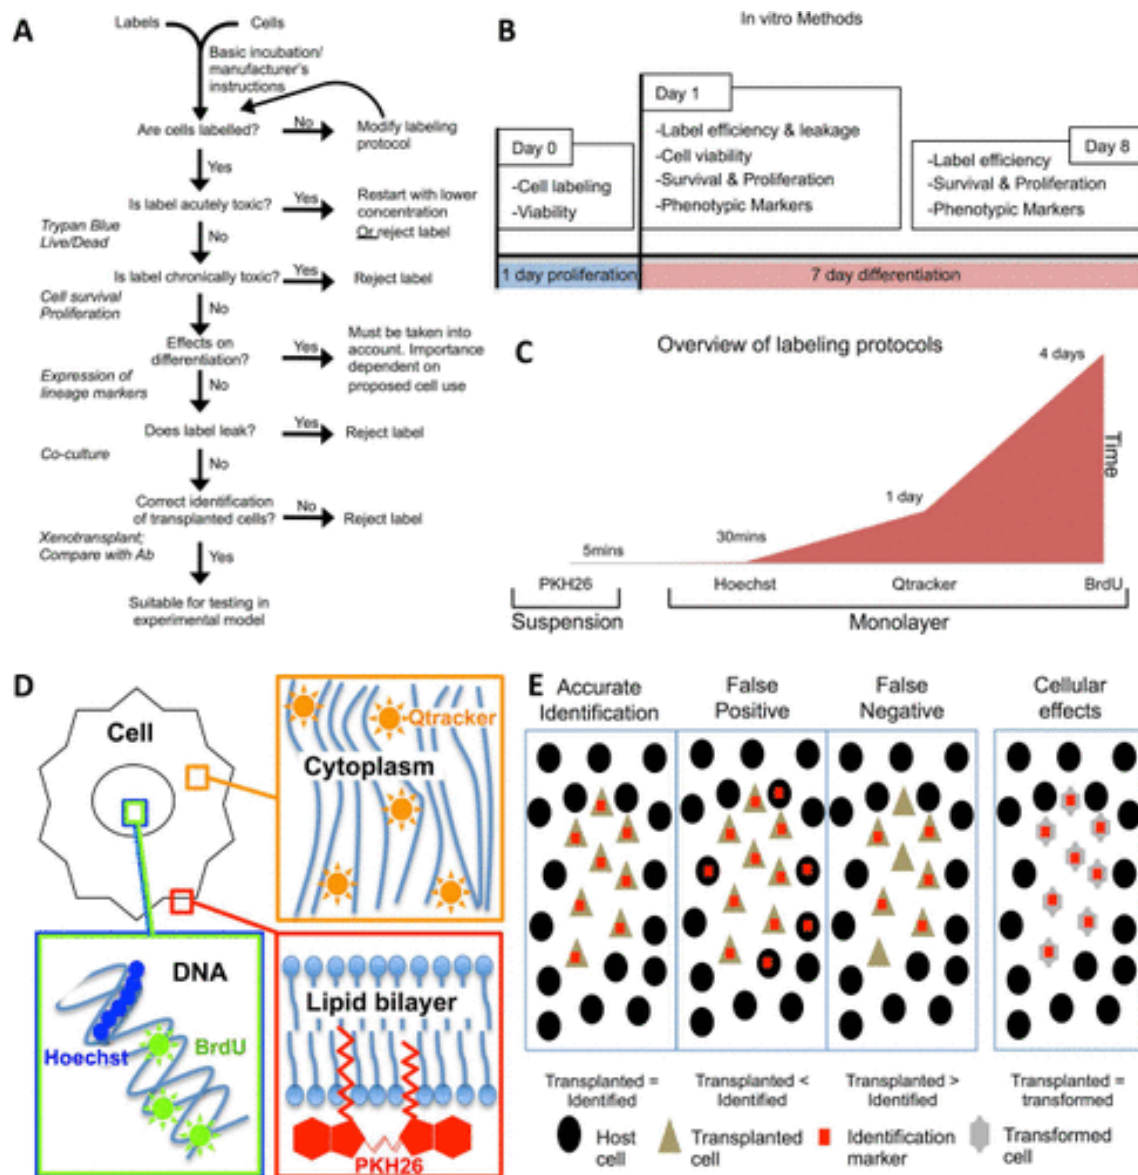 A
Labels
Cells
Basic incubation/
manufacturer's
instructions
Are cells labelled?
No
Modify labeling
protocol
Yes
Is label acutely toxic?
Yes
Restart with lower
concentration
Or reject label
Trypan Blue
Live/Dead
No
Is label chronically toxic?
Yes
Reject label
Cell survival
Proliferation
No
Effects on
differentiation?
Yes
Must be taken into
account. Importance
dependent on
proposed cell use
Expression of
lineage markers
No
Does label leak?
Yes
Reject label
Co-culture
No
Correct identification
of transplanted cells?
No
Reject label
Xenotransplant;
Compare with Ab
Yes
Suitable for testing in
experimental model
B
In vitro Methods
Day 0
-Cell labeling
-Viability
Day 1
-Label efficiency & leakage
-Cell viability
-Survival & Proliferation
-Phenotypic Markers
Day 8
-Label efficiency
-Survival & Proliferation
-Phenotypic Markers
1 day proliferation
7 day differentiation
C
Overview of labeling protocols
4 days
Time
1 day
30mins
5mins
PKH26
Hoechst
Qtracker
BrdU
Suspension
Monolayer
D
Cell
Qtracker
Cytoplasm
DNA
Hoechst
BrdU
Lipid bilayer
PKH26
E
Accurate
Identification
False
Positive
False
Negative
Cellular
effects
Transplanted =
Identified
Transplanted <
Identified
Transplanted >
Identified
Transplanted =
transformed
Host
cell
Transplanted
cell
Identification
marker
Transformed
cell